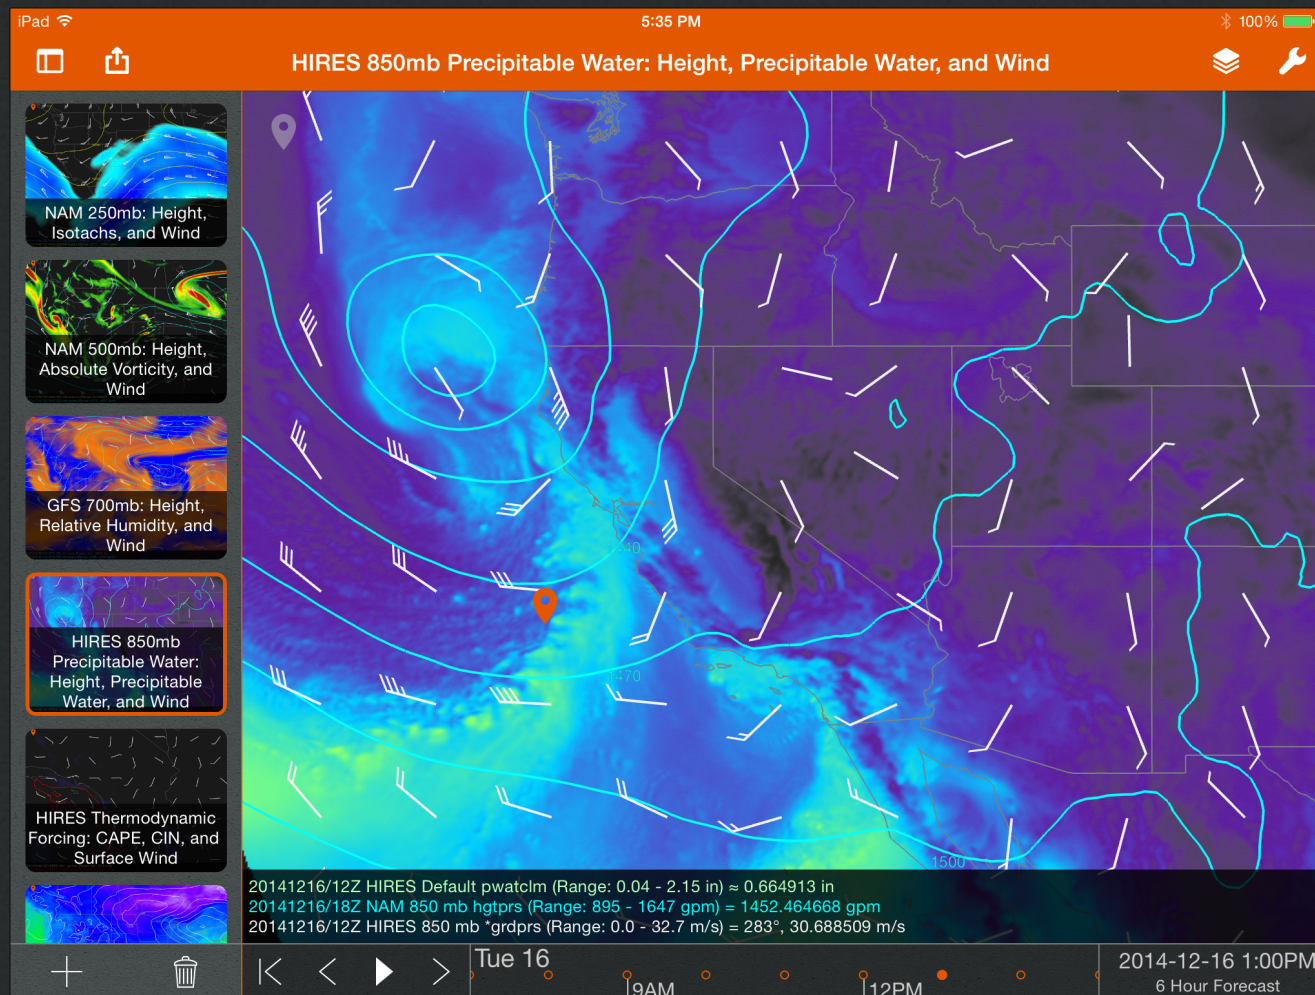 iPad 5:35 PM 100%
HIRES 850mb Precipitable Water: Height, Precipitable Water, and Wind
NAM 250mb: Height,
Isotachs, and Wind
NAM 500mb: Height,
Absolute Vorticity, and
Wind
GFS 700mb: Height,
Relative Humidity, and
Wind
HIRES 850mb
Precipitable Water:
Height, Precipitable
Water, and Wind
HIRES Thermodynamic
Forcing: CAPE, CIN, and
Surface Wind
1440
1470
1500
20141216/12Z HIRES Default pwatclm (Range: 0.04 - 2.15 in) ≈ 0.664913 in
20141216/18Z NAM 850 mb hgtprs (Range: 895 - 1647 gpm) = 1452.464668 gpm
20141216/12Z HIRES 850 mb *grdprs (Range: 0.0 - 32.7 m/s) = 283°, 30.688509 m/s
Tue 16
9AM
12PM
2014-12-16 1:00PM
6 Hour Forecast